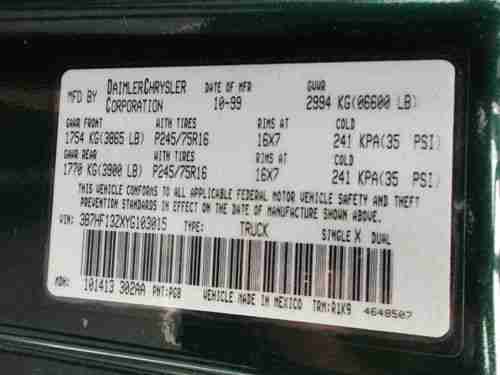 MFD BY DAIMLERCHRYSLER CORPORATION DATE OF MFR 10-99 GVWR 2994 KG(06600 LB)
GAWR FRONT WITH TIRES RIMS AT COLD
1754 KG(3865 LB) P245/75R16 16X7 241 KPA(35 PSI)
GAWR REAR WITH TIRES RIMS AT COLD
1770 KG(3900 LB) P245/75R16 16X7 241 KPA(35 PSI)
THIS VEHICLE CONFORMS TO ALL APPLICABLE FEDERAL MOTOR VEHICLE SAFETY AND THEFT
PREVENTION STANDARDS IN EFFECT ON THE DATE OF MANUFACTURE SHOWN ABOVE.
VIN: 3B7HF13ZXYG103015 TYPE: TRUCK SINGLE X DUAL
MDH: 101413 302AA PNT:PG8 VEHICLE MADE IN MEXICO TRM:R1K9 4648507